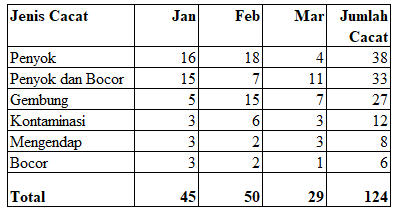 Jenis Cacat Jan Feb Mar Jumlah Cacat
Penyok 16 18 4 38
Penyok dan Bocor 15 7 11 33
Gembung 5 15 7 27
Kontaminasi 3 6 3 12
Mengendap 3 2 3 8
Bocor 3 2 1 6
Total 45 50 29 124